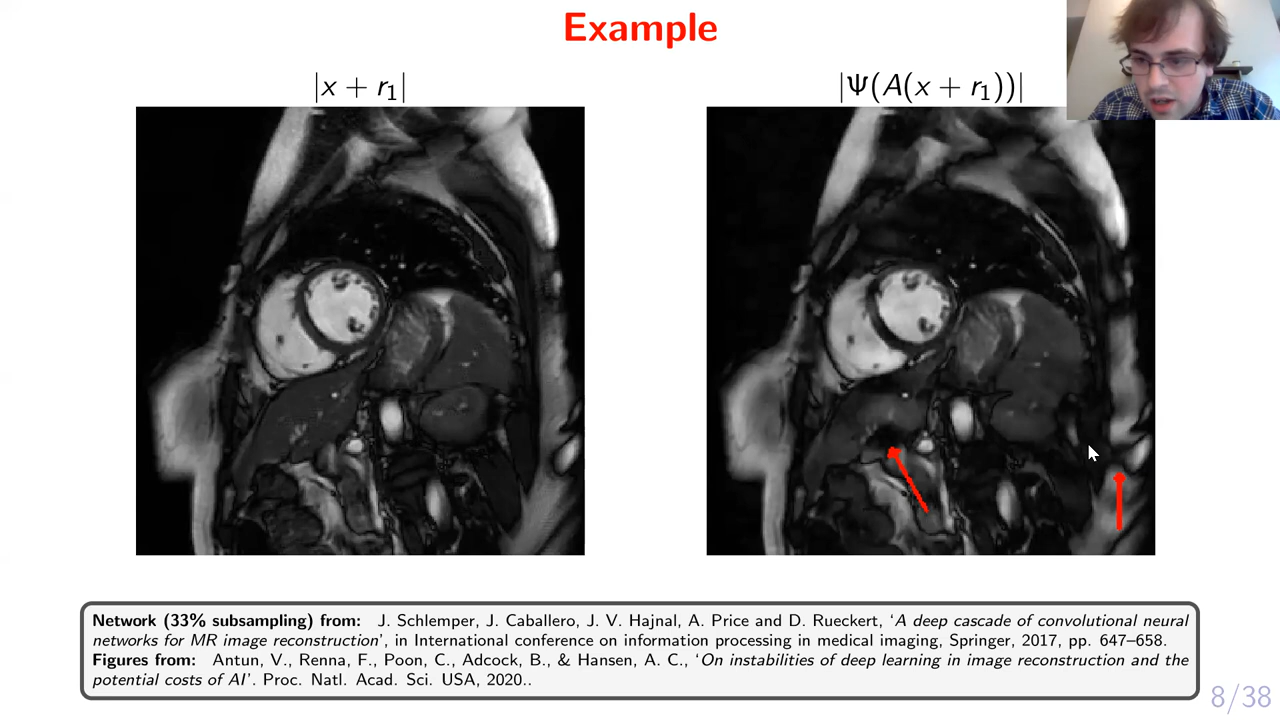 Example
|x + r₁|
|Ψ(A(x + r₁))|
Network (33% subsampling) from: J. Schlemper, J. Caballero, J. V. Hajnal, A. Price and D. Rueckert, ‘A deep cascade of convolutional neural
networks for MR image reconstruction’, in International conference on information processing in medical imaging, Springer, 2017, pp. 647–658.
Figures from: Antun, V., Renna, F., Poon, C., Adcock, B., & Hansen, A. C., ‘On instabilities of deep learning in image reconstruction and the
potential costs of AI’. Proc. Natl. Acad. Sci. USA, 2020..
8/38